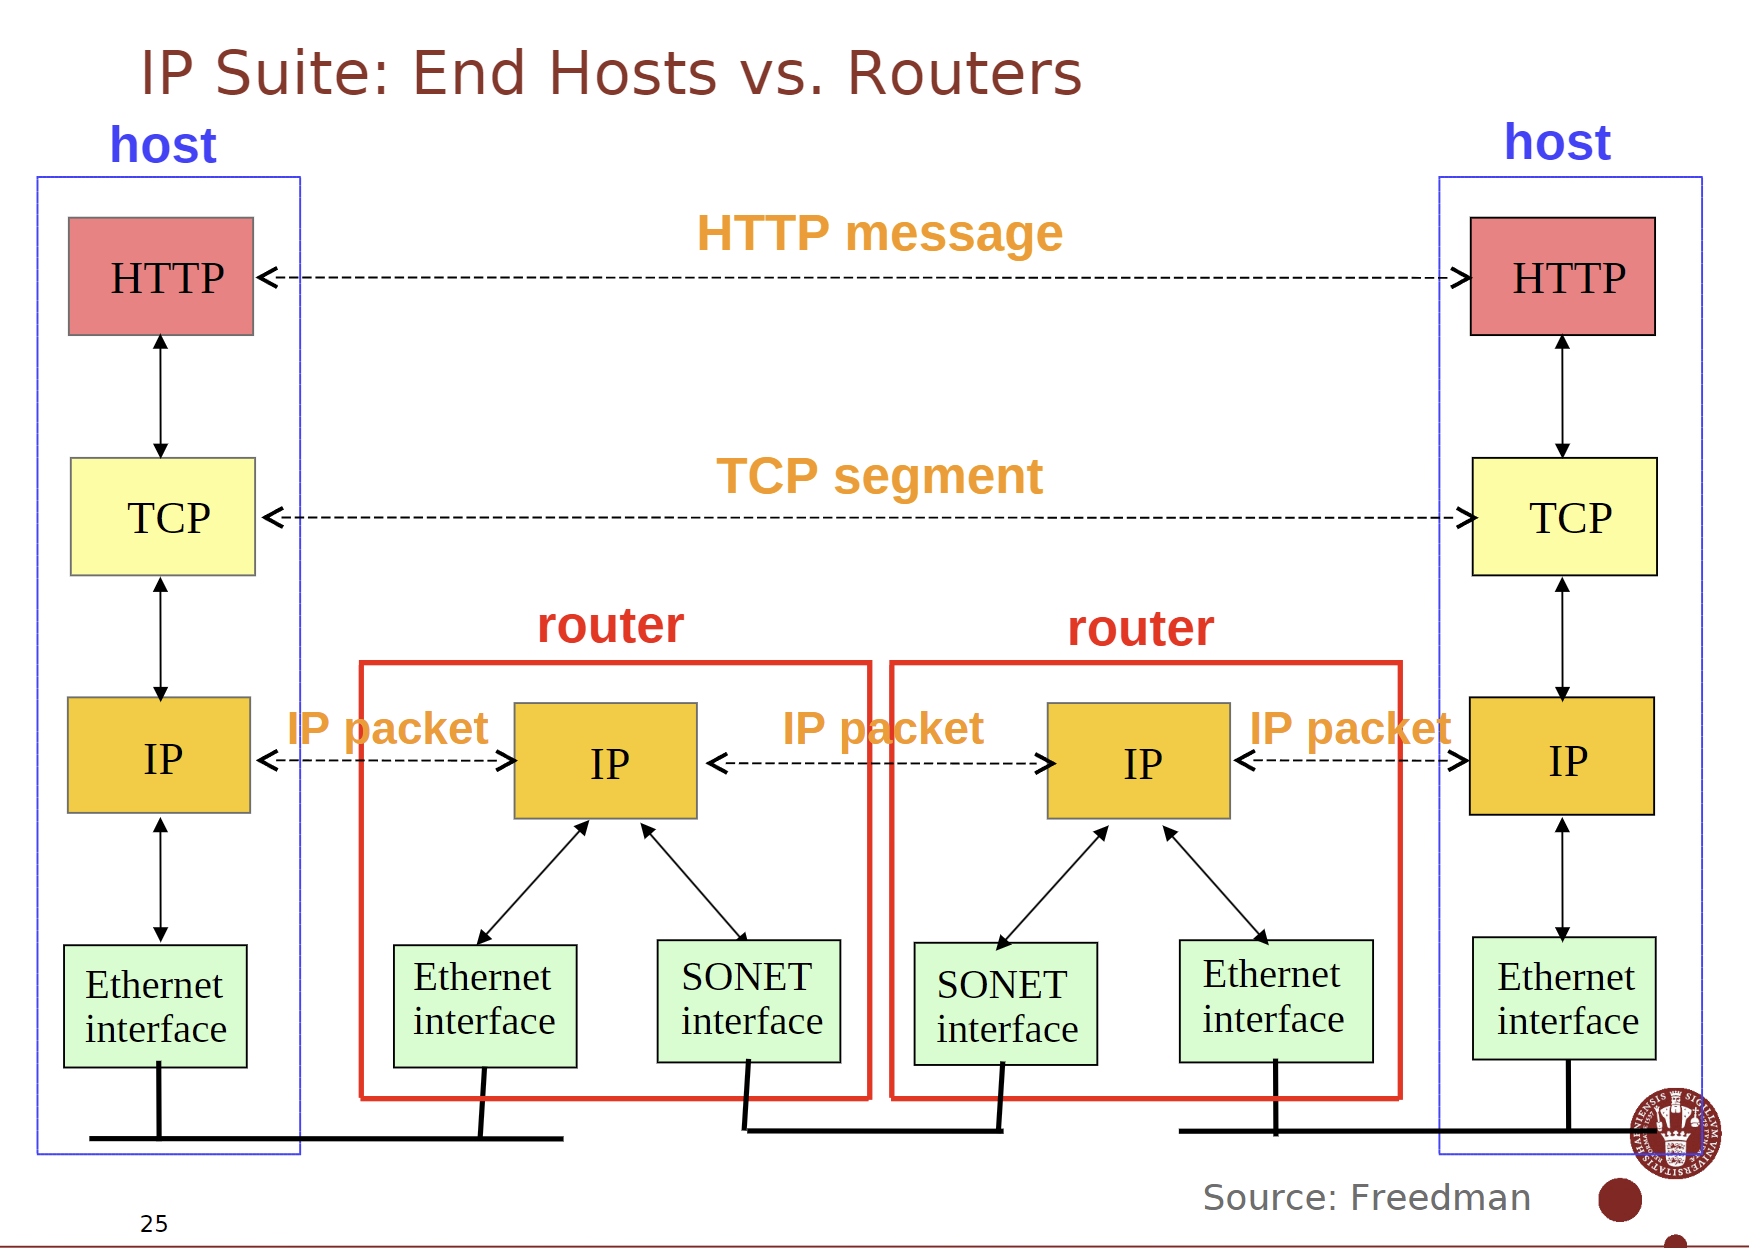 IP Suite: End Hosts vs. Routers
host
host
HTTP message
HTTP
HTTP
TCP segment
TCP
TCP
router
router
IP packet
IP packet
IP packet
IP
IP
IP
IP
Ethernet
interface
Ethernet
interface
SONET
interface
SONET
interface
Ethernet
interface
Ethernet
interface
Source: Freedman
25